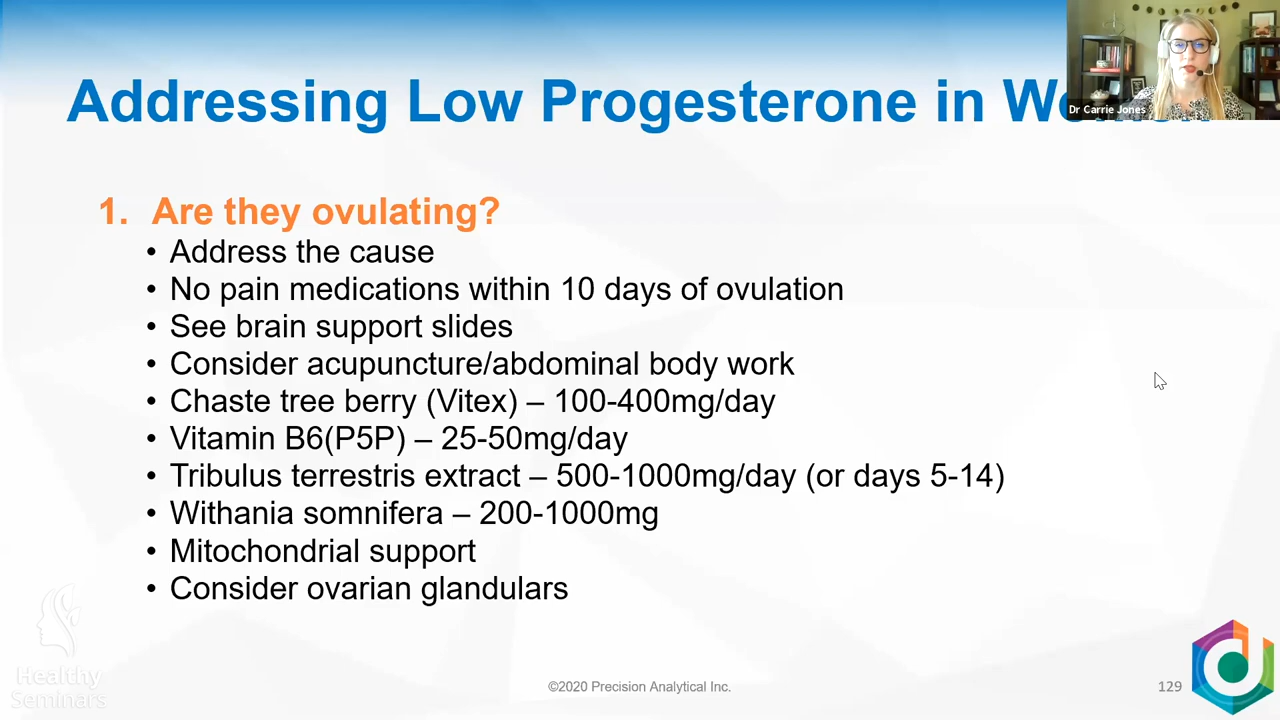 Addressing Low Progesterone in
Dr Carrie Jones
1. Are they ovulating?
• Address the cause
• No pain medications within 10 days of ovulation
• See brain support slides
• Consider acupuncture/abdominal body work
• Chaste tree berry (Vitex) – 100-400mg/day
• Vitamin B6(P5P) – 25-50mg/day
• Tribulus terrestris extract – 500-1000mg/day (or days 5-14)
• Withania somnifera – 200-1000mg
• Mitochondrial support
• Consider ovarian glandulars
Healthy
Seminars
©2020 Precision Analytical Inc.
129